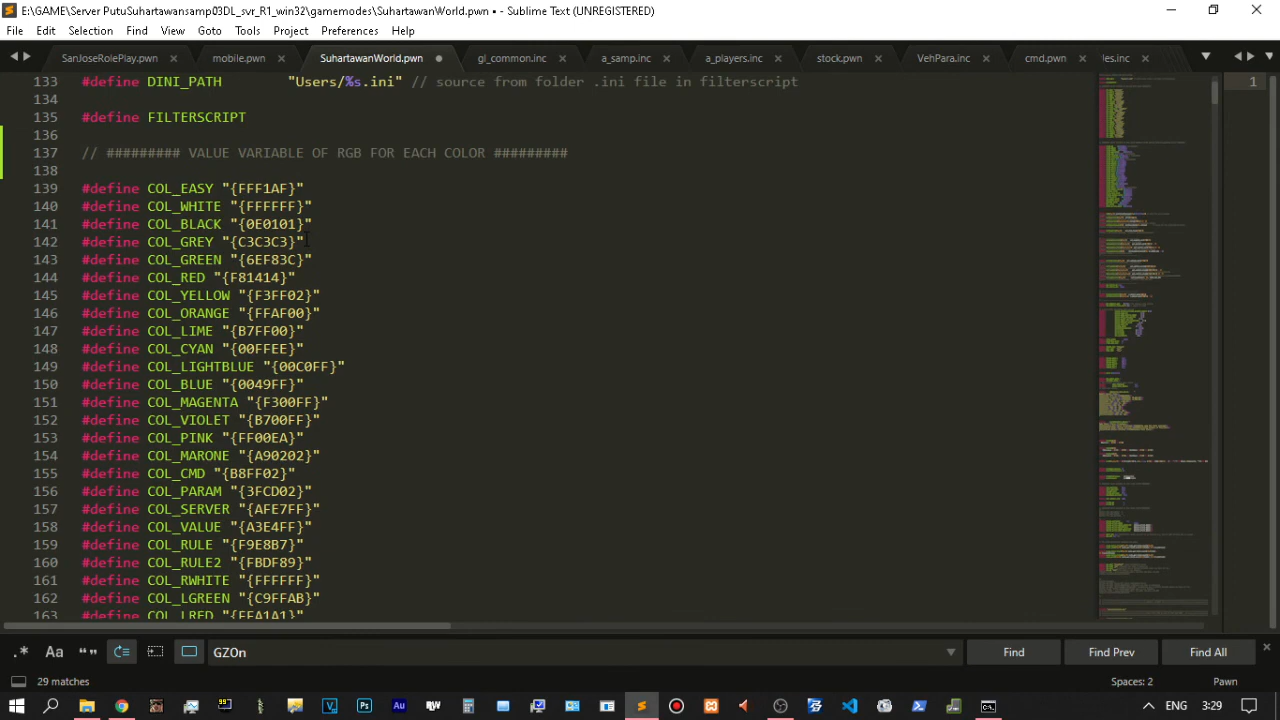 E:\GAME\Server PutuSuhartawansamp03DL_svr_R1_win32\gamemodes\SuhartawanWorld.pwn • - Sublime Text (UNREGISTERED)
File Edit Selection Find View Goto Tools Project Preferences Help
SanJoseRolePlay.pwn mobile.pwn SuhartawanWorld.pwn gl_common.inc a_samp.inc a_players.inc stock.pwn VehPara.inc cmd.pwn les.inc
133 #define DINI_PATH "Users/%s.ini" // source from folder .ini file in filterscript 1
134
135 #define FILTERSCRIPT
136
137 // ######### VALUE VARIABLE OF RGB FOR EACH COLOR #########
138
139 #define COL_EASY "{FFF1AF}"
140 #define COL_WHITE "{FFFFFF}"
141 #define COL_BLACK "{0E0101}"
142 #define COL_GREY "{C3C3C3}"
143 #define COL_GREEN "{6EF83C}"
144 #define COL_RED "{F81414}"
145 #define COL_YELLOW "{F3FF02}"
146 #define COL_ORANGE "{FFAF00}"
147 #define COL_LIME "{B7FF00}"
148 #define COL_CYAN "{00FFEE}"
149 #define COL_LIGHTBLUE "{00C0FF}"
150 #define COL_BLUE "{0049FF}"
151 #define COL_MAGENTA "{F300FF}"
152 #define COL_VIOLET "{B700FF}"
153 #define COL_PINK "{FF00EA}"
154 #define COL_MARONE "{A90202}"
155 #define COL_CMD "{B8FF02}"
156 #define COL_PARAM "{3FCD02}"
157 #define COL_SERVER "{AFE7FF}"
158 #define COL_VALUE "{A3E4FF}"
159 #define COL_RULE "{F9E8B7}"
160 #define COL_RULE2 "{FBDF89}"
161 #define COL_RWHITE "{FFFFFF}"
162 #define COL_LGREEN "{C9FFAB}"
163 #define COL_LRED "{FFA1A1}"
.* Aa GZOn Find Find Prev Find All
29 matches Spaces: 2 Pawn
ENG 3:29